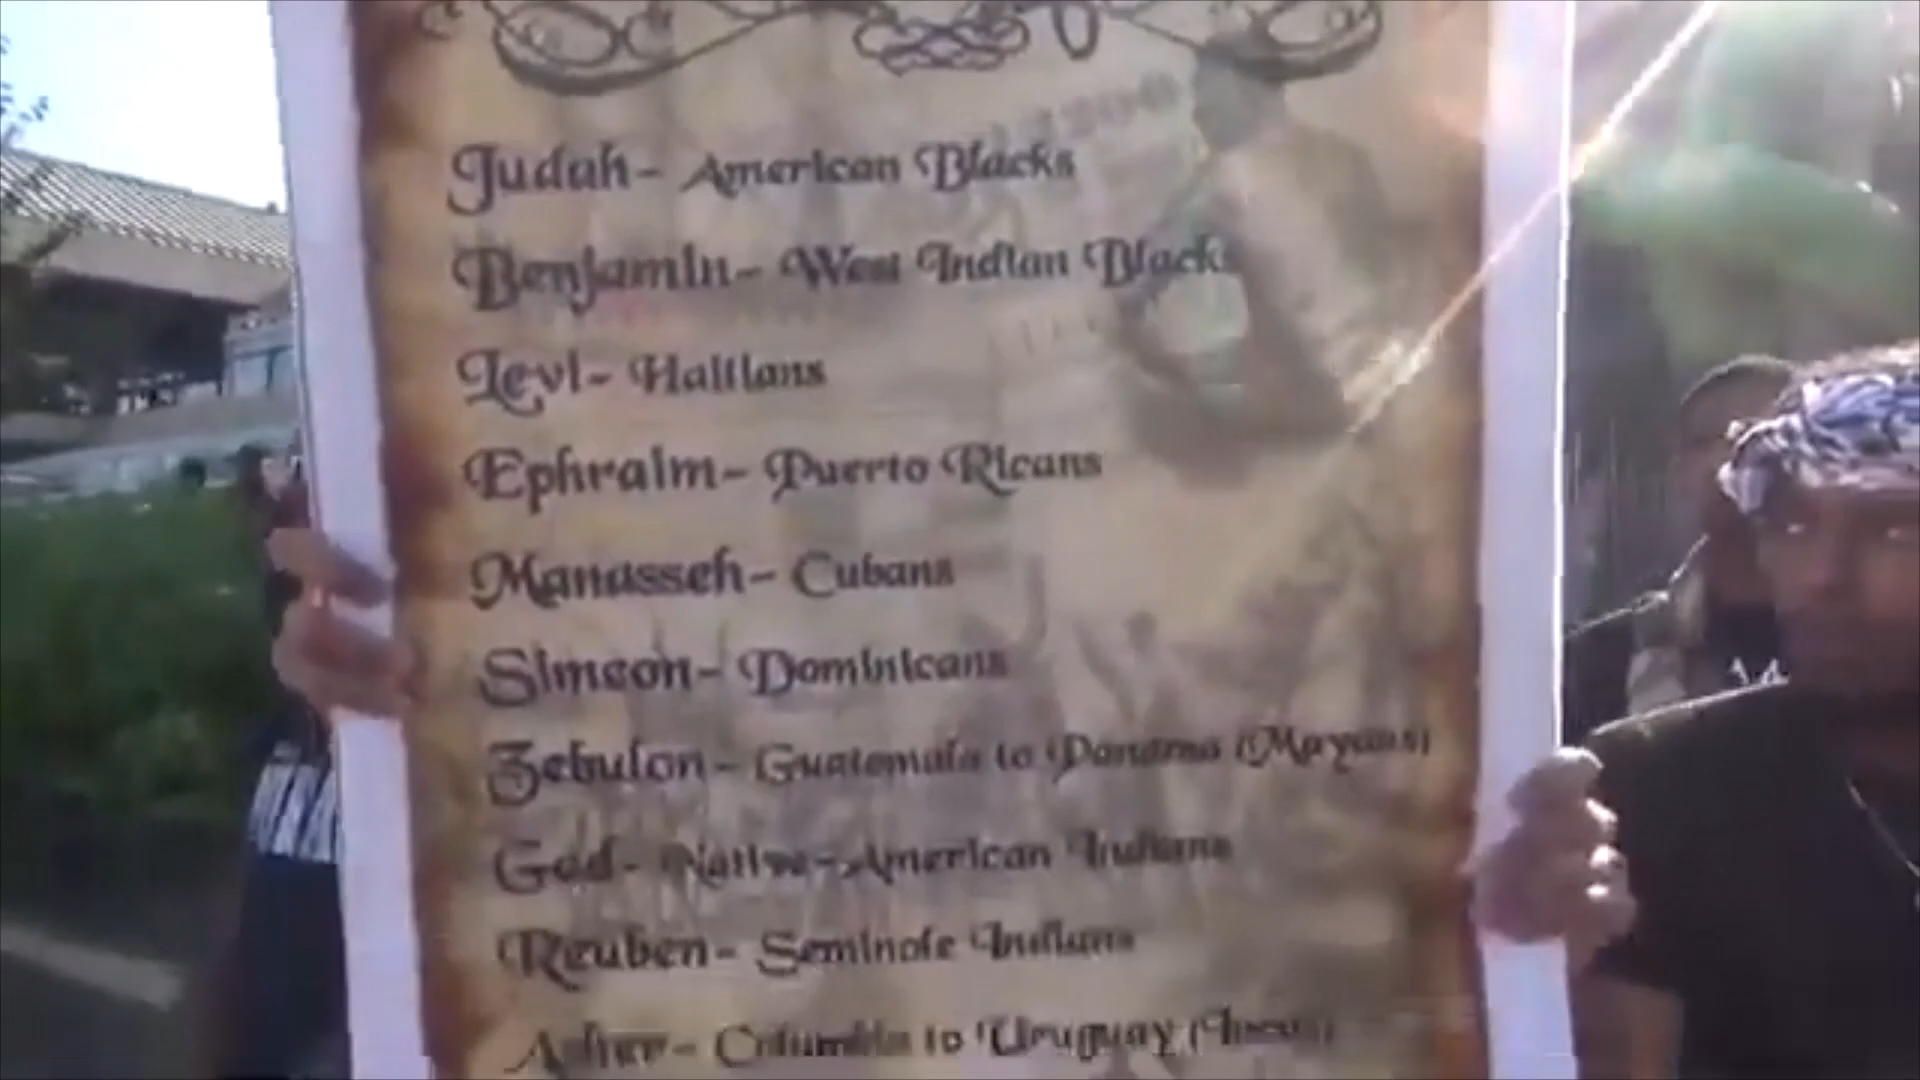 Judah- American Blacks
Benjamin- West Indian Blacks
Levi- Haitians
Ephraim- Puerto Ricans
Manasseh- Cubans
Simeon- Dominicans
Zebulon- Guatemala to Panama (Mayans)
Gad- Native-American Indians
Reuben- Seminole Indians
Asher- Columbia to Uruguay (Incas)